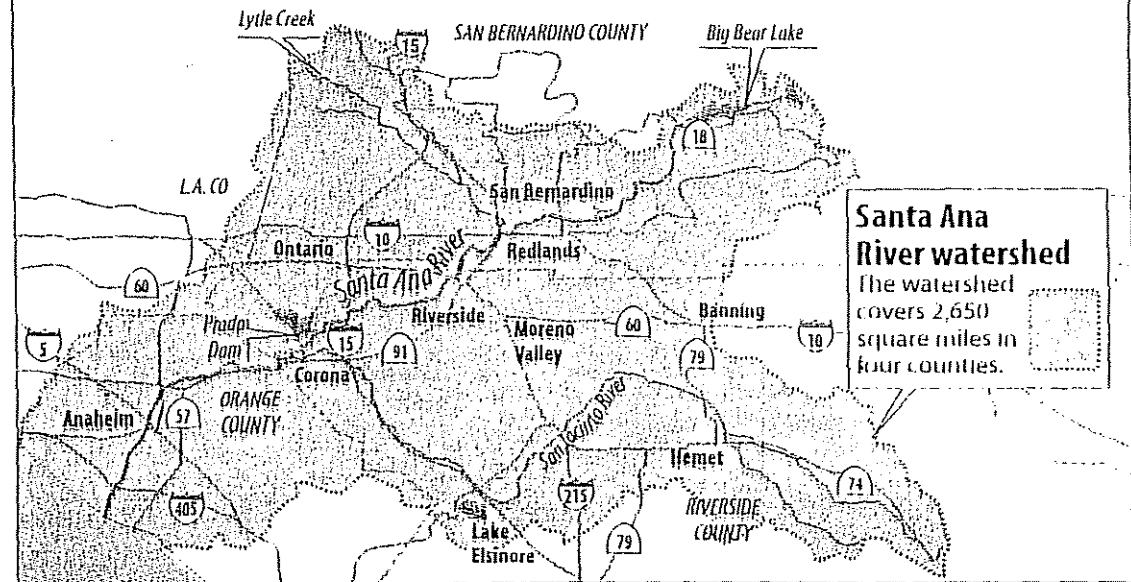 Lytle Creek
15
SAN BERNARDINO COUNTY
Big Bear Lake
18
L.A. CO
San Bernardino
Santa Ana
River watershed
The watershed
covers 2,650
square miles in
four counties.
Ontario
10
Redlands
Santa Ana River
60
Riverside
Moreno
Valley
60
Banning
10
Prado
Dam
15
91
79
5
Corona
Anaheim
57
ORANGE
COUNTY
San Jacinto River
Hemet
405
215
74
RIVERSIDE
COUNTY
Lake
Elsinore
79